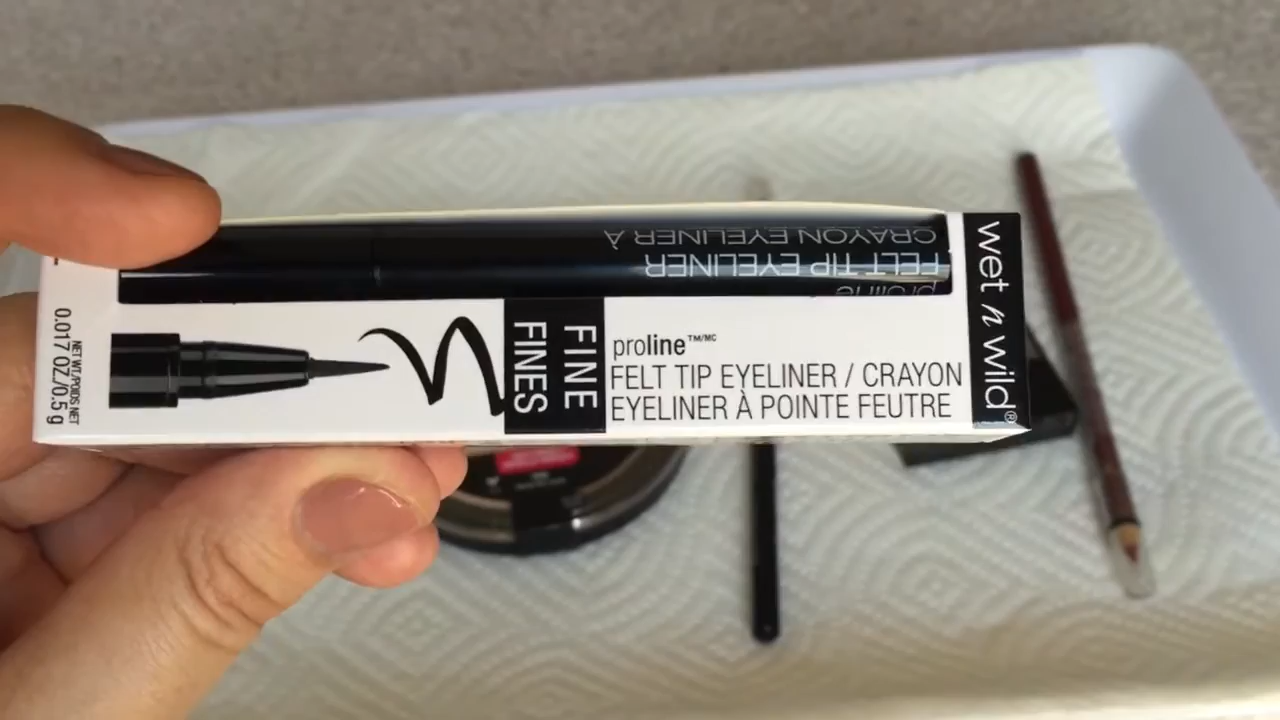 CRAYON EYELINER À
FELT TIP EYELINER
proline
wet n wild®
proline™/MC
FELT TIP EYELINER / CRAYON
EYELINER À POINTE FEUTRE
FINE
FINES
NET WT./POIDS NET
0.017 OZ/0.5 g